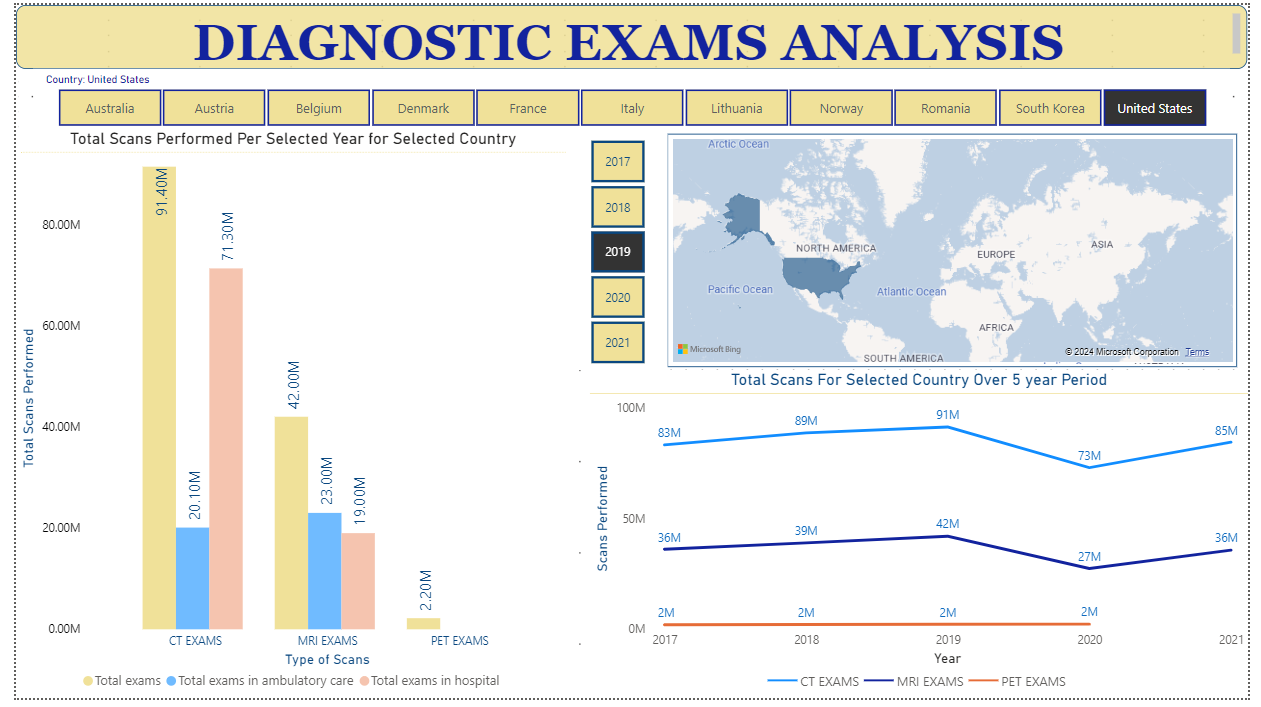 DIAGNOSTIC EXAMS ANALYSIS
Country: United States
Australia Austria Belgium Denmark France Italy Lithuania Norway Romania South Korea United States
Total Scans Performed Per Selected Year for Selected Country
Total Scans Performed
80.00M
60.00M
40.00M
20.00M
0.00M
91.40M
20.10M
71.30M
42.00M
23.00M
19.00M
2.20M
CT EXAMS MRI EXAMS PET EXAMS
Type of Scans
Total exams Total exams in ambulatory care Total exams in hospital
2017
2018
2019
2020
2021
Arctic Ocean
NORTH AMERICA
EUROPE
ASIA
Pacific Ocean
Atlantic Ocean
AFRICA
SOUTH AMERICA
Microsoft Bing
© 2024 Microsoft Corporation Terms
Total Scans For Selected Country Over 5 year Period
Scans Performed
100M
50M
0M
83M 89M 91M 73M 85M
36M 39M 42M 27M 36M
2M 2M 2M 2M
2017 2018 2019 2020 2021
Year
CT EXAMS MRI EXAMS PET EXAMS